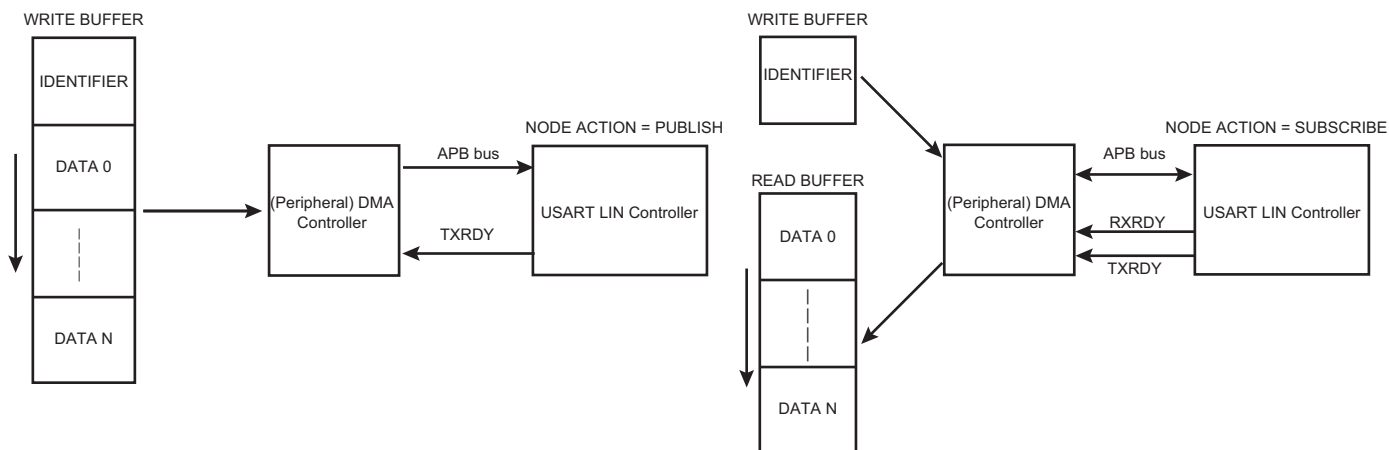 WRITE BUFFER
IDENTIFIER
DATA 0
DATA N
(Peripheral) DMA
Controller
APB bus
TXRDY
NODE ACTION = PUBLISH
USART LIN Controller
WRITE BUFFER
IDENTIFIER
READ BUFFER
DATA 0
DATA N
(Peripheral) DMA
Controller
APB bus
RXRDY
TXRDY
NODE ACTION = SUBSCRIBE
USART LIN Controller